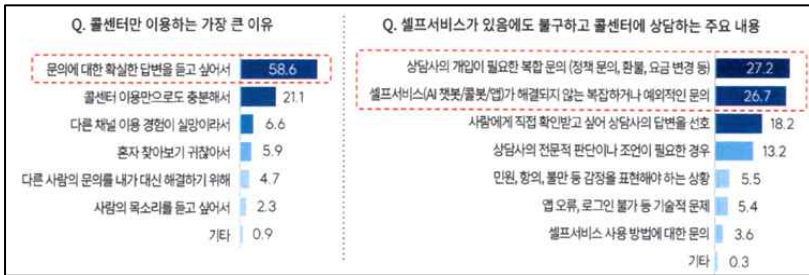 Q. 콜센터만 이용하는 가장 큰 이유
문의에 대한 확실한 답변을 듣고 싶어서 58.6
콜센터 이용만으로도 충분해서 21.1
다른 채널 이용 경험이 실망이라서 6.6
혼자 찾아보기 귀찮아서 5.9
다른 사람의 문의를 내가 대신 해결하기 위해 4.7
사람의 목소리를 듣고 싶어서 2.3
기타 0.9
Q. 셀프서비스가 있음에도 불구하고 콜센터에 상담하는 주요 내용
상담사의 개입이 필요한 복합 문의 (정책 문의, 환불, 요금 변경 등) 27.2
셀프서비스(AI 챗봇/콜봇/앱)가 해결되지 않는 복잡하거나 예외적인 문의 26.7
사람에게 직접 확인받고 싶어 상담사의 답변을 선호 18.2
상담사의 전문적 판단이나 조언이 필요한 경우 13.2
민원, 항의, 불만 등 감정을 표현해야 하는 상황 5.5
앱 오류, 로그인 불가 등 기술적 문제 5.4
셀프서비스 사용 방법에 대한 문의 3.6
기타 0.3